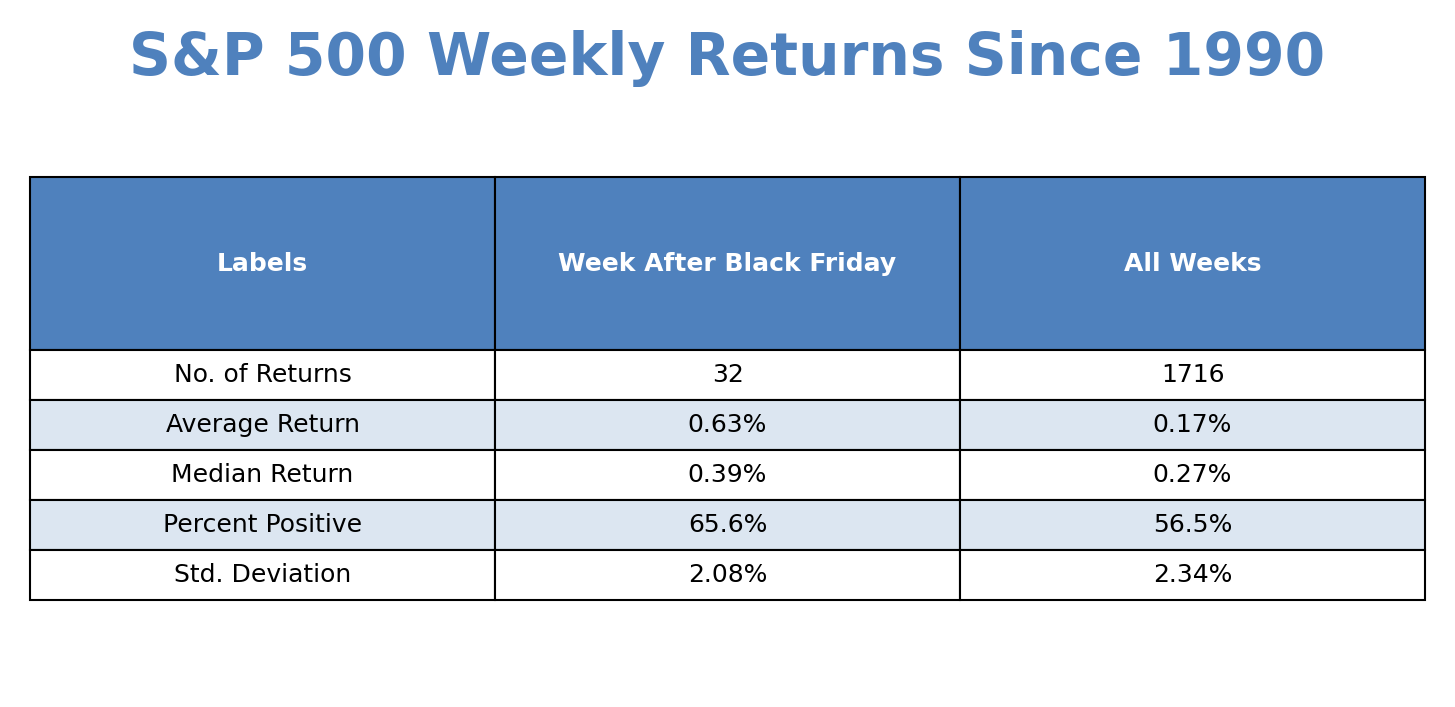 S&P 500 Weekly Returns Since 1990
Labels Week After Black Friday All Weeks
No. of Returns 32 1716
Average Return 0.63% 0.17%
Median Return 0.39% 0.27%
Percent Positive 65.6% 56.5%
Std. Deviation 2.08% 2.34%